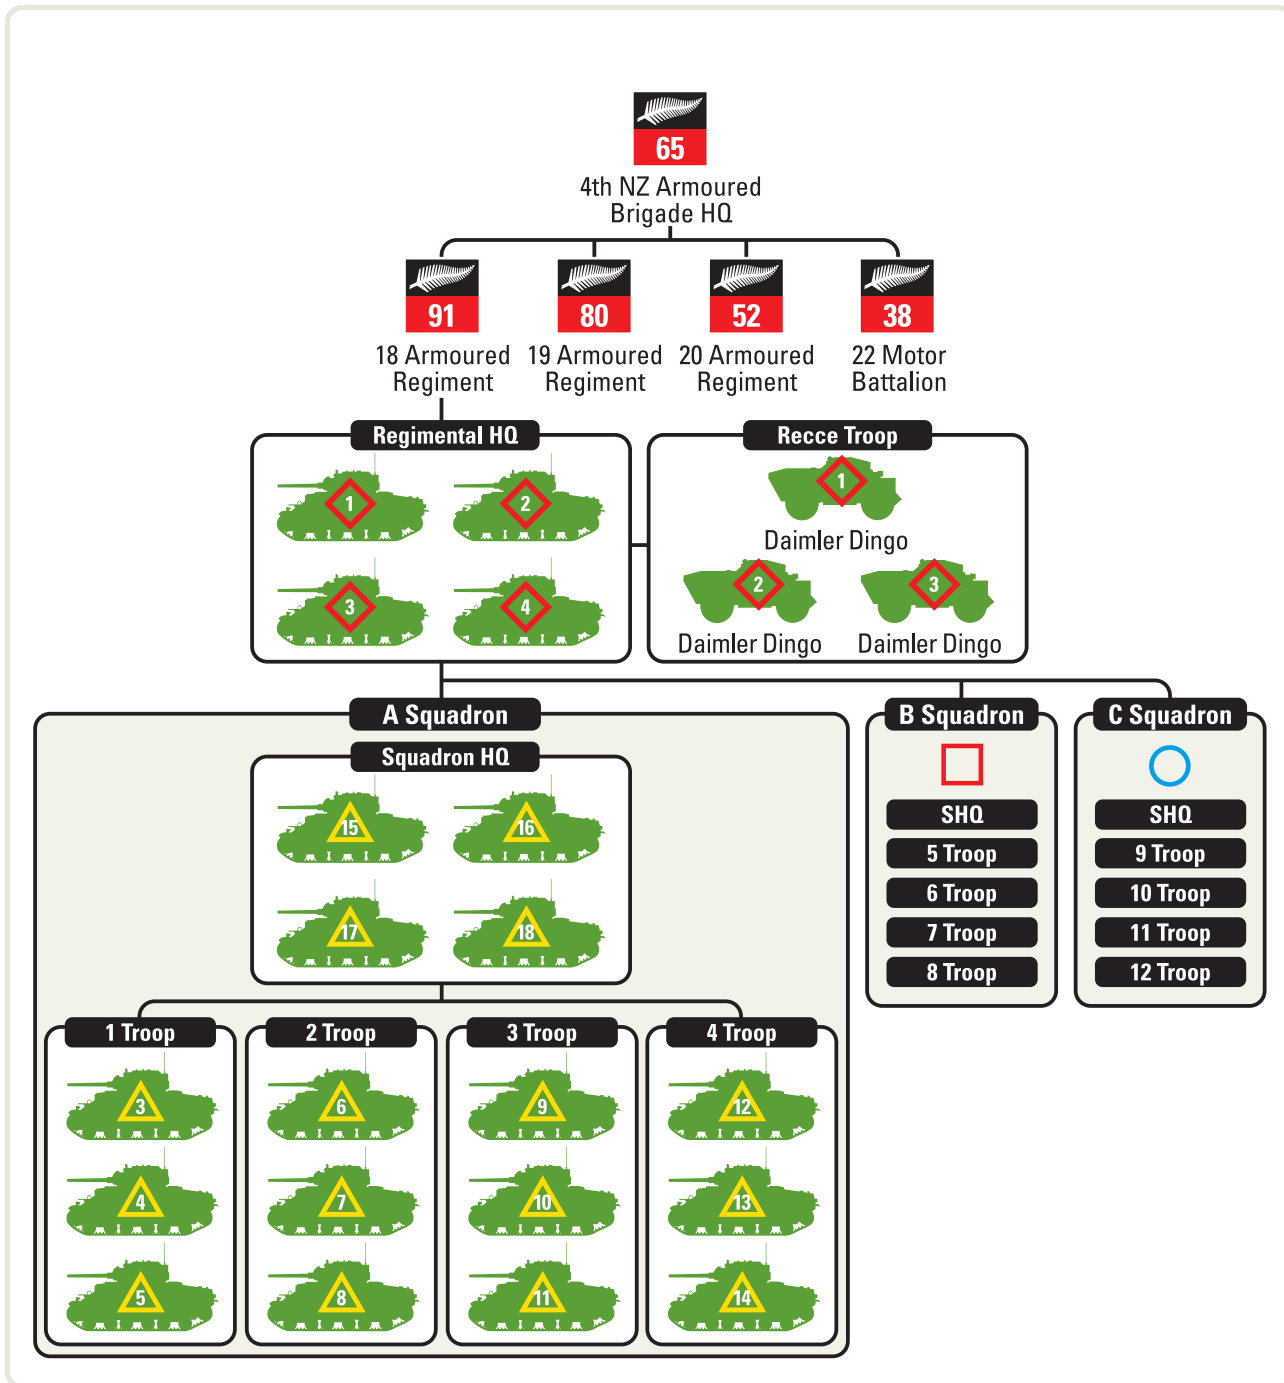 65
4th NZ Armoured
Brigade HQ
91
80
52
38
18 Armoured
Regiment
19 Armoured
Regiment
20 Armoured
Regiment
22 Motor
Battalion
Regimental HQ
1
2
3
4
Recce Troop
1
Daimler Dingo
2
3
Daimler Dingo
Daimler Dingo
A Squadron
Squadron HQ
15
16
17
18
1 Troop
3
4
5
2 Troop
6
7
8
3 Troop
9
10
11
4 Troop
12
13
14
B Squadron
SHQ
5 Troop
6 Troop
7 Troop
8 Troop
C Squadron
SHQ
9 Troop
10 Troop
11 Troop
12 Troop